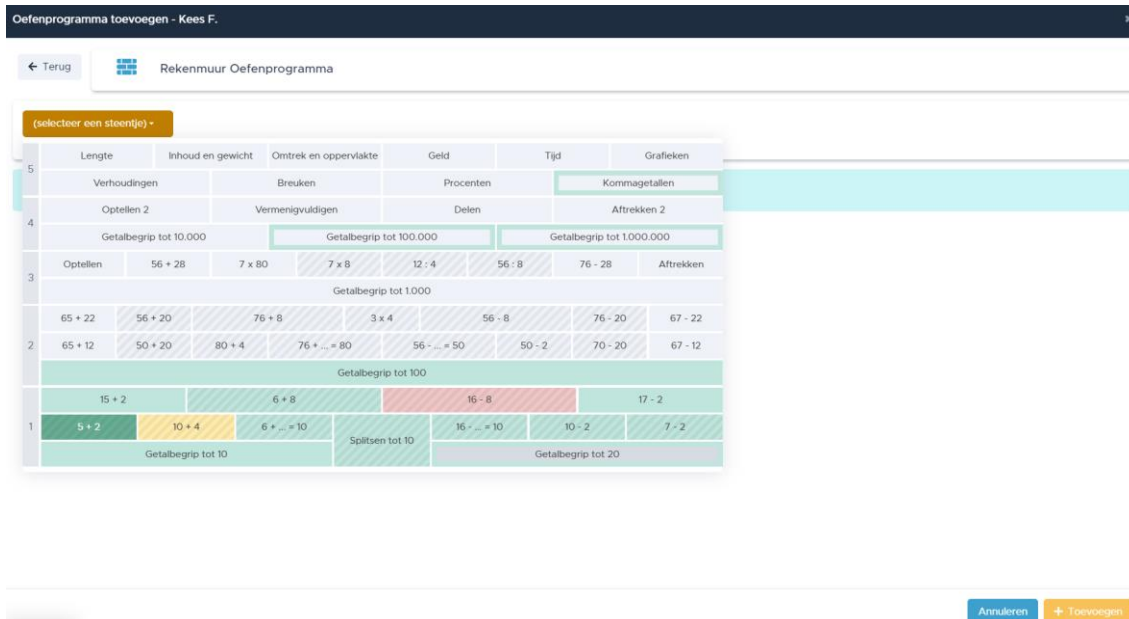 Oefenprogramma toevoegen - Kees F.
← Terug
Rekenmuur Oefenprogramma
(selecteer een steentje)
5
Lengte Inhoud en gewicht Omtrek en oppervlakte Geld Tijd Grafieken
Verhoudingen Breuken Procenten Kommagetallen
4
Optellen 2 Vermenigvuldigen Delen Aftrekken 2
Getalbegrip tot 10.000 Getalbegrip tot 100.000 Getalbegrip tot 1.000.000
3
Optellen 56 + 28 7 x 80 7 x 8 12 : 4 56 : 8 76 - 28 Aftrekken
Getalbegrip tot 1.000
65 + 22 56 + 20 76 + 8 3 x 4 56 - 8 76 - 20 67 - 22
2 65 + 12 50 + 20 80 + 4 76 + ... = 80 56 - ... = 50 50 - 2 70 - 20 67 - 12
Getalbegrip tot 100
15 + 2 6 + 8 16 - 8 17 - 2
1 5 + 2 10 + 4 6 + ... = 10 Splitsen tot 10 16 - ... = 10 10 - 2 7 - 2
Getalbegrip tot 10 Getalbegrip tot 20
Annuleren + Toevoegen